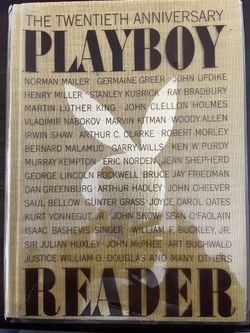 THE TWENTIETH ANNIVERSARY
PLAYBOY
NORMAN MAILER / GERMAINE GREER / JOHN UPDIKE
HENRY MILLER / STANLEY KUBRICK / RAY BRADBURY
MARTIN LUTHER KING / JOHN CLELLON HOLMES
VLADIMIR NABOKOV / MARVIN KITMAN / WOODY ALLEN
IRWIN SHAW / ARTHUR C. CLARKE / ROBERT MORLEY
BERNARD MALAMUD / GARRY WILLS / KEN W. PURDY
MURRAY KEMPTON / ERIC NORDEN / JEAN SHEPHERD
GEORGE LINCOLN ROCKWELL / BRUCE JAY FRIEDMAN
DAN GREENBURG / ARTHUR HADLEY / JOHN CHEEVER
SAUL BELLOW / GUNTER GRASS / JOYCE CAROL OATES
KURT VONNEGUT, JR. / JOHN SKOW / SEAN O'FAOLAIN
ISAAC BASHEVIS SINGER / WILLIAM F. BUCKLEY, JR.
SIR JULIAN HUXLEY / JOHN McPHEE / ART BUCHWALD
JUSTICE WILLIAM O. DOUGLAS AND MANY OTHERS
READER